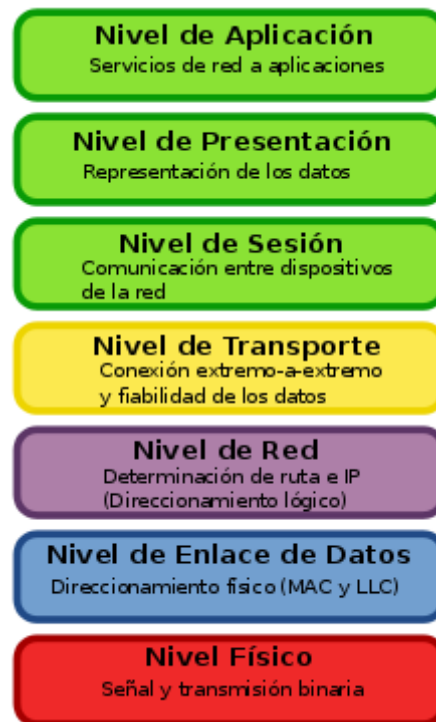 Nivel de Aplicación
Servicios de red a aplicaciones
Nivel de Presentación
Representación de los datos
Nivel de Sesión
Comunicación entre dispositivos
de la red
Nivel de Transporte
Conexión extremo-a-extremo
y fiabilidad de los datos
Nivel de Red
Determinación de ruta e IP
(Direccionamiento lógico)
Nivel de Enlace de Datos
Direccionamiento físico (MAC y LLC)
Nivel Físico
Señal y transmisión binaria